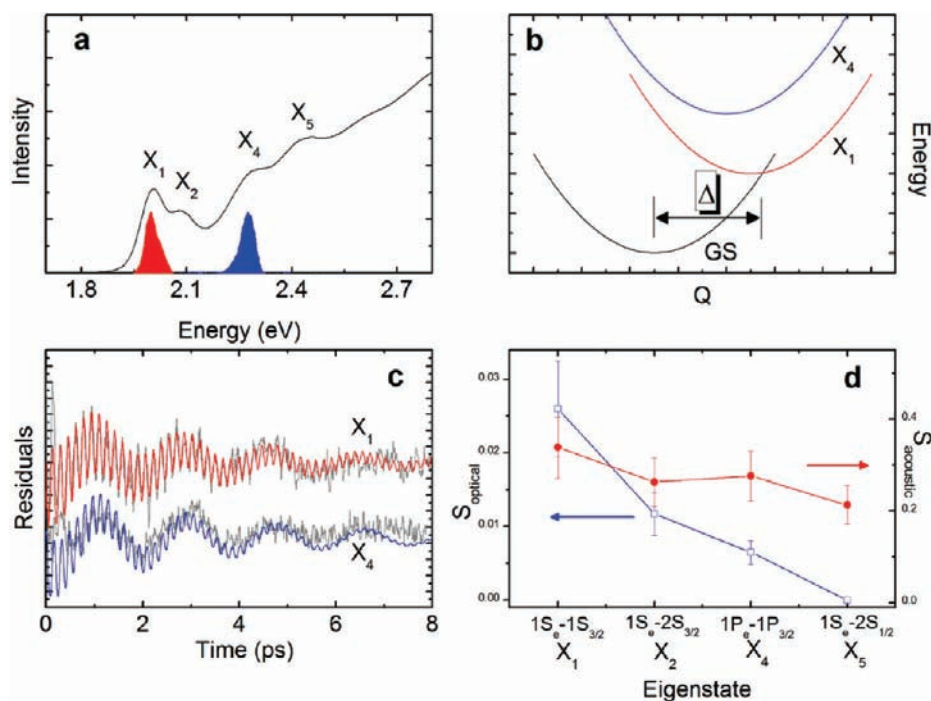 a
X₁
X₂
X₄
X₅
Intensity
1.8 2.1 2.4 2.7
Energy (eV)
b
X₄
X₁
Δ
GS
Energy
Q
c
X₁
X₄
Residuals
0 2 4 6 8
Time (ps)
d
0.03
0.02
0.01
0.00
S_optical
0.4
0.2
0.0
S_acoustic
1Sₑ-1S₃/₂ 1Sₑ-2S₃/₂ 1Pₑ-1P₃/₂ 1Sₑ-2S₁/₂
X₁ X₂ X₄ X₅
Eigenstate